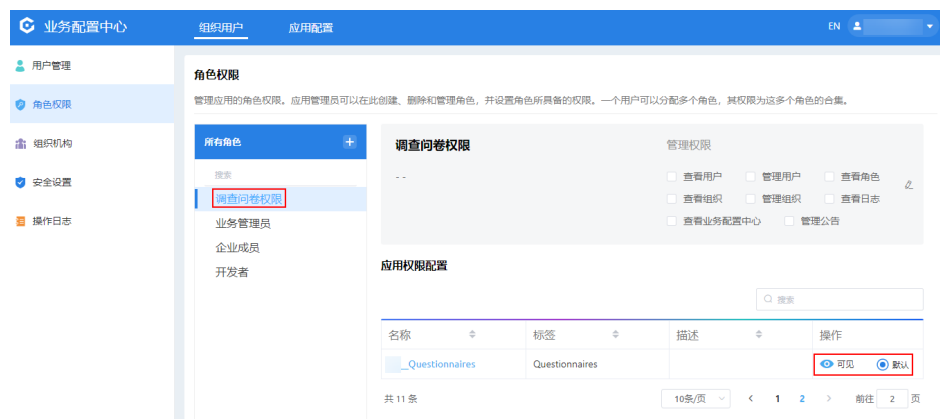 业务配置中心
组织用户
应用配置
EN
用户管理
角色权限
组织机构
安全设置
操作日志
角色权限
管理应用的角色权限。应用管理员可以在此创建、删除和管理角色，并设置角色所具备的权限。一个用户可以分配多个角色，其权限为这多个角色的合集。
所有角色
搜索
调查问卷权限
业务管理员
企业成员
开发者
调查问卷权限
- -
管理权限
查看用户 管理用户 查看角色
查看组织 管理组织 查看日志
查看业务配置中心 管理公告
应用权限配置
搜索
名称 标签 描述 操作
__Questionnaires Questionnaires 可见 默认
共 11 条 10条/页 1 2 前往 2 页